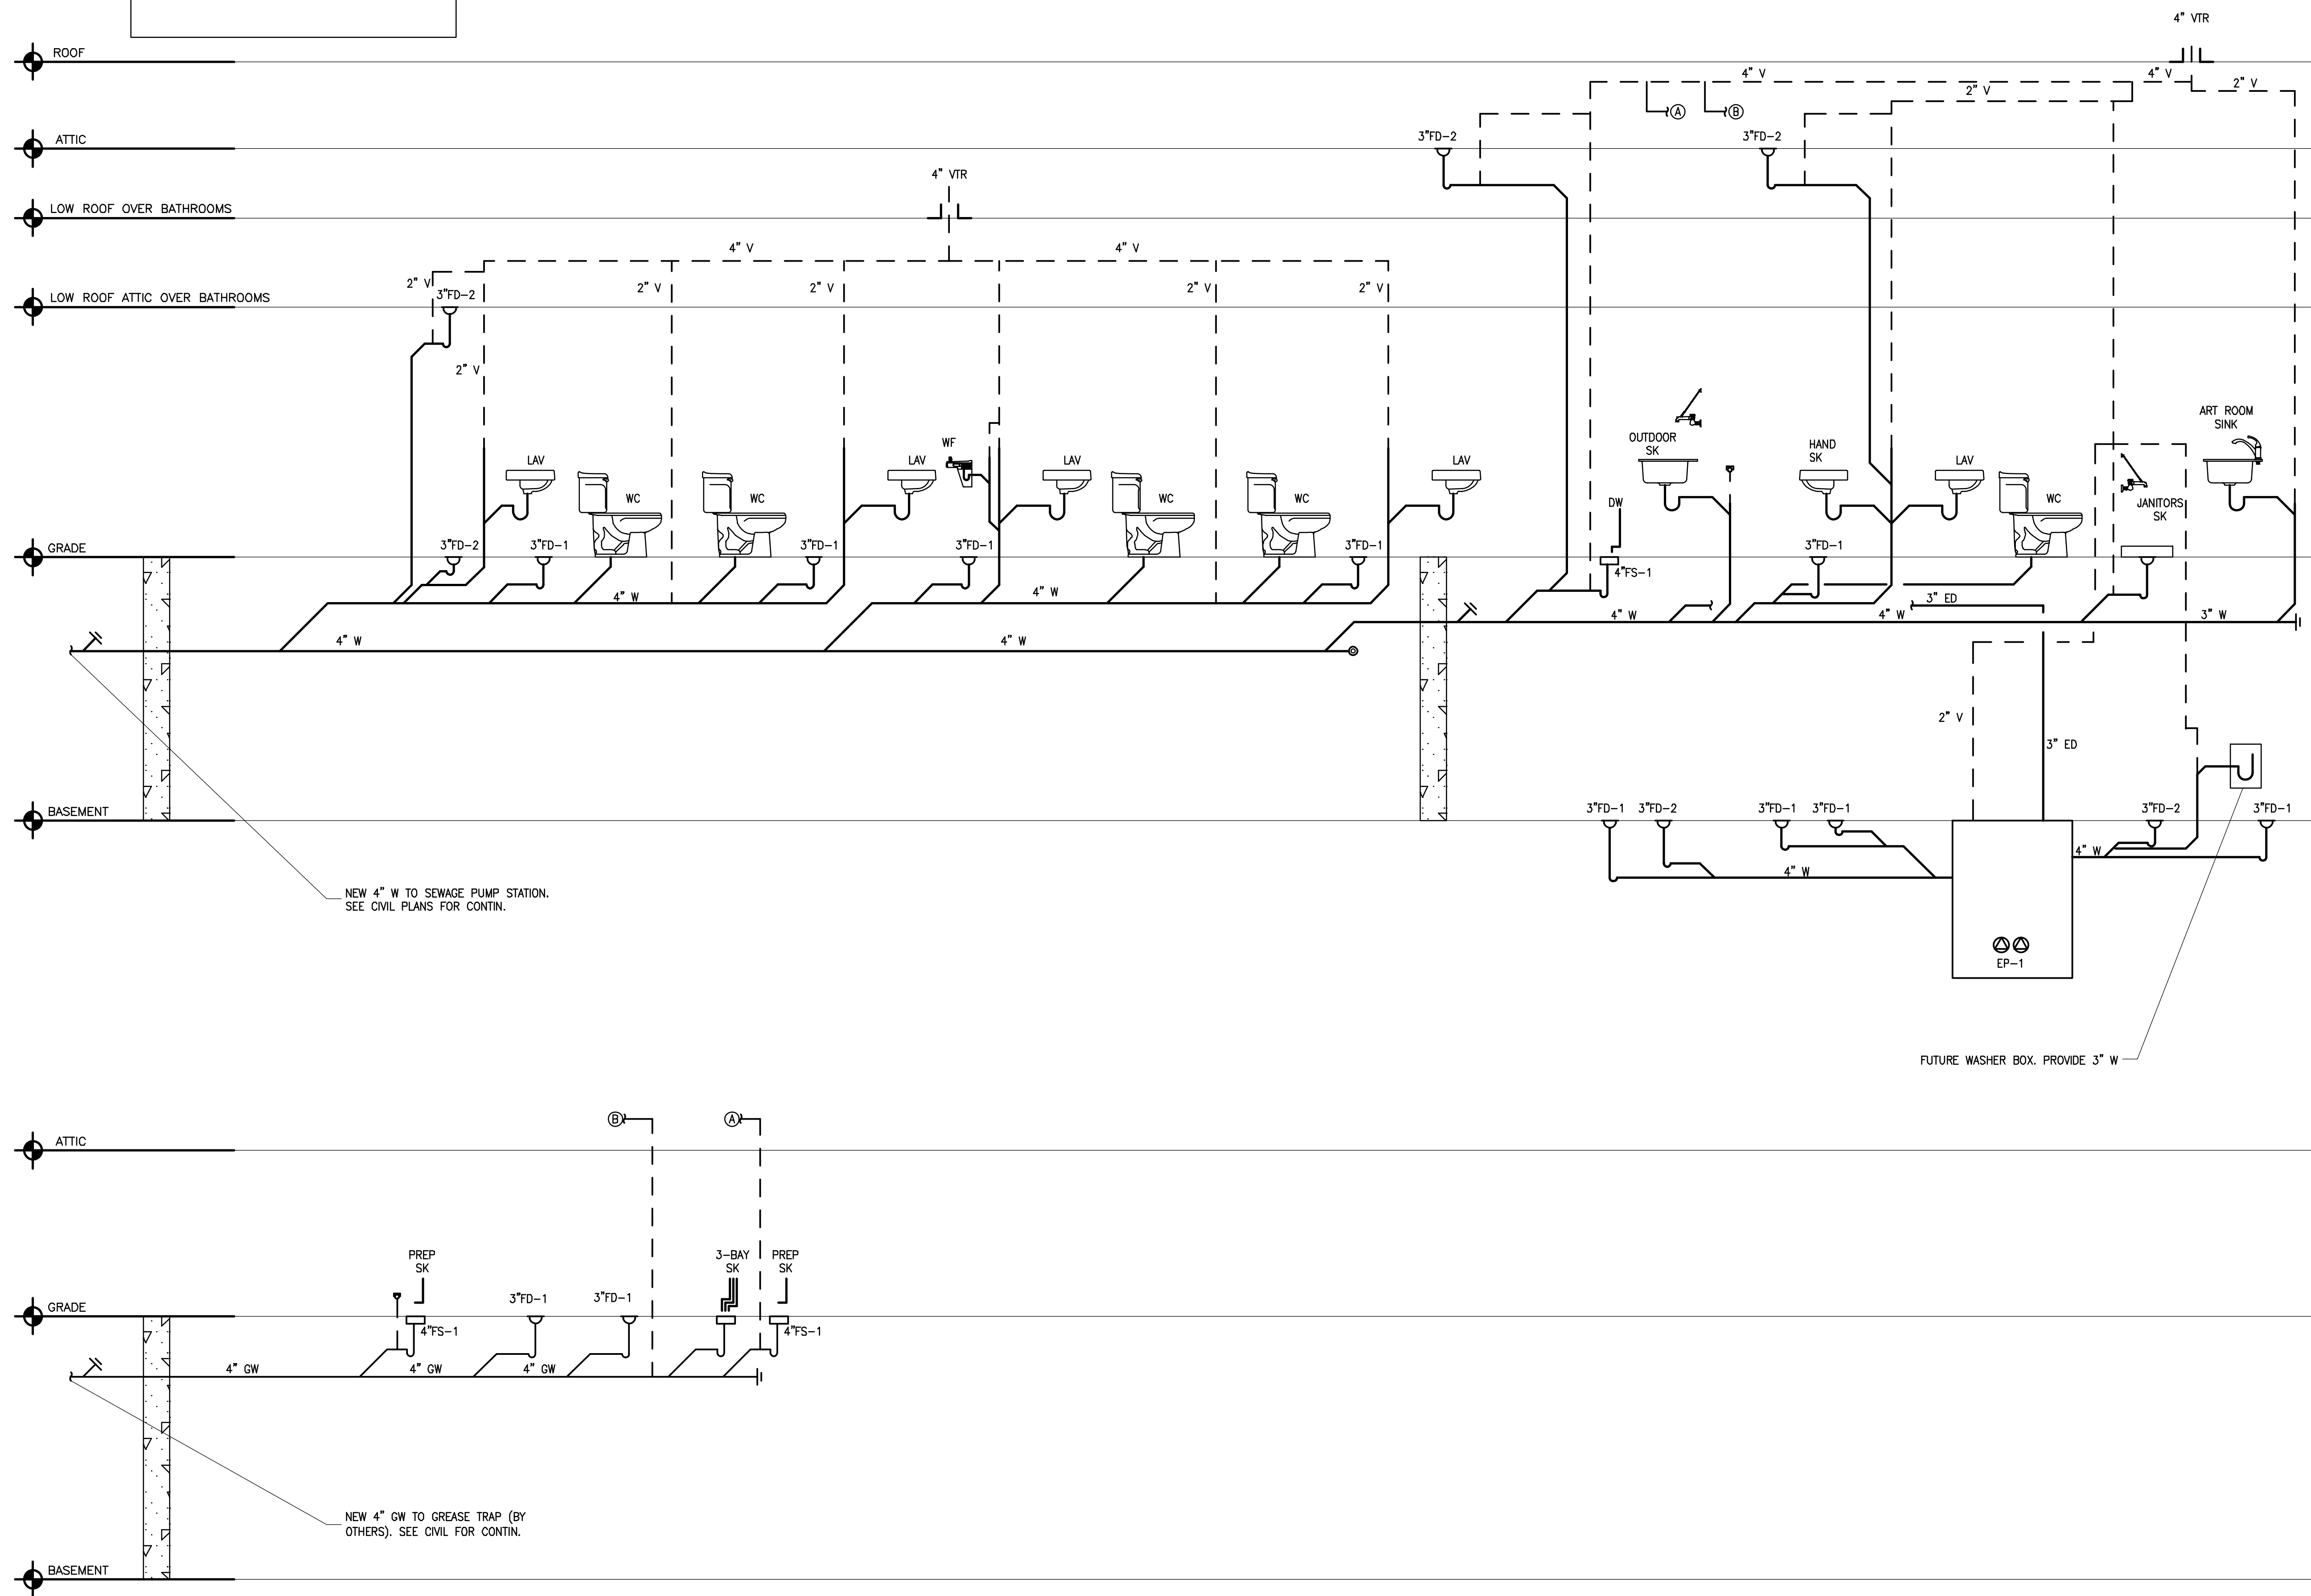 4" VTR
ROOF
4" V
4" V
2" V
2" V
A
B
ATTIC
3"FD-2
3"FD-2
4" VTR
LOW ROOF OVER BATHROOMS
4" V
4" V
2" V
3"FD-2
2" V
2" V
2" V
2" V
LOW ROOF ATTIC OVER BATHROOMS
2" V
LAV
WC
WC
LAV
WF
LAV
WC
WC
LAV
OUTDOOR
SK
HAND
SK
LAV
WC
ART ROOM
SINK
JANITORS
SK
DW
GRADE
3"FD-2
3"FD-1
3"FD-1
3"FD-1
3"FD-1
3"FD-1
4"FS-1
4" W
4" W
3" ED
4" W
4" W
3" W
4" W
4" W
2" V
3" ED
BASEMENT
3"FD-1
3"FD-2
3"FD-1
3"FD-1
3"FD-2
3"FD-1
4" W
4" W
NEW 4" W TO SEWAGE PUMP STATION.
SEE CIVIL PLANS FOR CONTIN.
EP-1
FUTURE WASHER BOX. PROVIDE 3" W
B
A
ATTIC
PREP
SK
3-BAY
SK
PREP
SK
GRADE
3"FD-1
3"FD-1
4"FS-1
4"FS-1
4" GW
4" GW
4" GW
NEW 4" GW TO GREASE TRAP (BY
OTHERS). SEE CIVIL FOR CONTIN.
BASEMENT